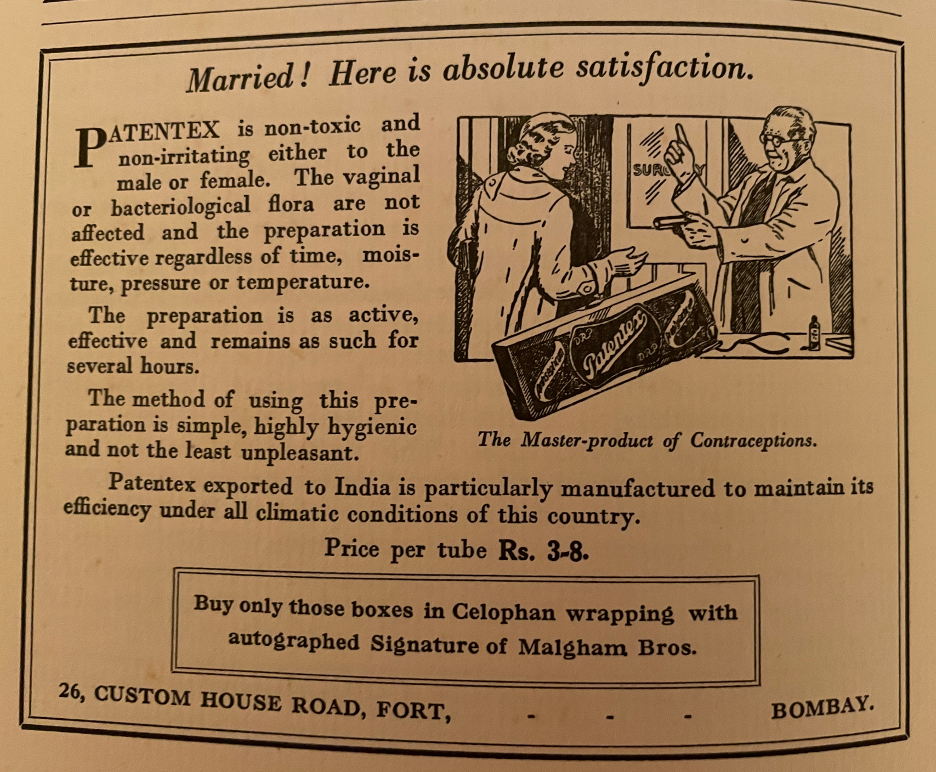 Married! Here is absolute satisfaction.
PATENTEX is non-toxic and
non-irritating either to the
male or female. The vaginal
or bacteriological flora are not
affected and the preparation is
effective regardless of time, mois-
ture, pressure or temperature.
The preparation is as active,
effective and remains as such for
several hours.
The method of using this pre-
paration is simple, highly hygienic
and not the least unpleasant.
SURG Y
Patentex
The Master-product of Contraceptions.
Patentex exported to India is particularly manufactured to maintain its
efficiency under all climatic conditions of this country.
Price per tube Rs. 3-8.
Buy only those boxes in Celophan wrapping with
autographed Signature of Malgham Bros.
26, CUSTOM HOUSE ROAD, FORT, - - - BOMBAY.